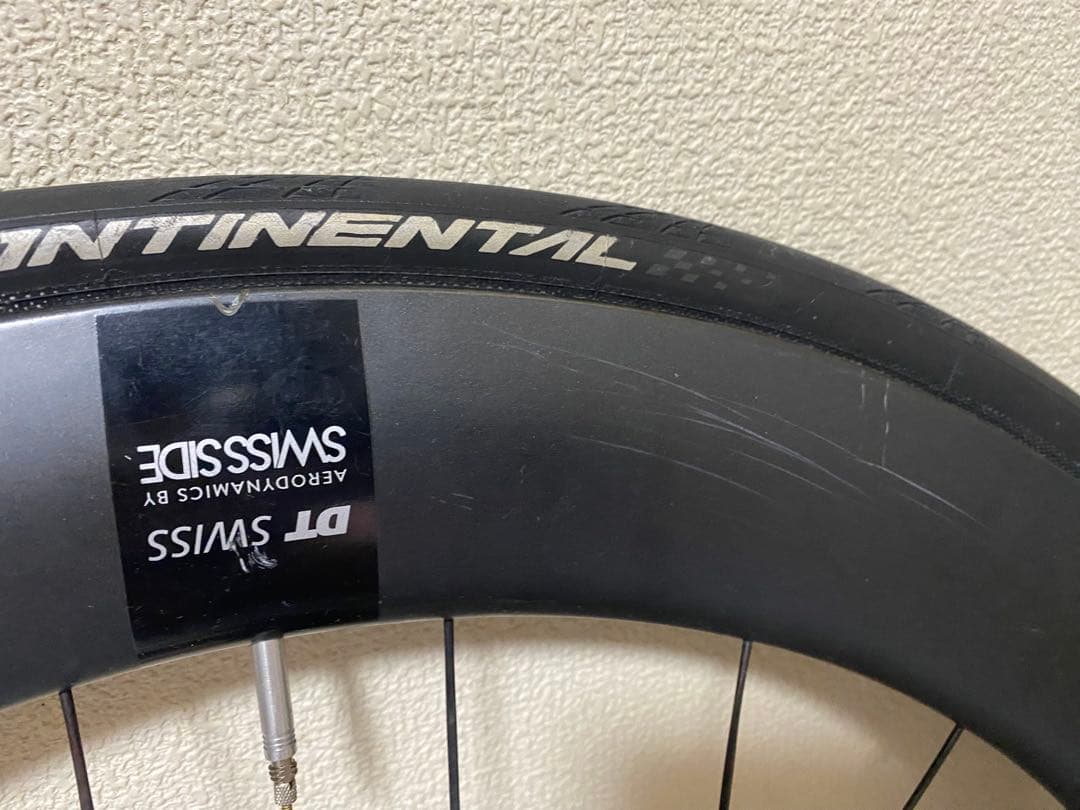 ONTINENTAL
DT SWISS
AERODYNAMICS BY
SWISSSIDE